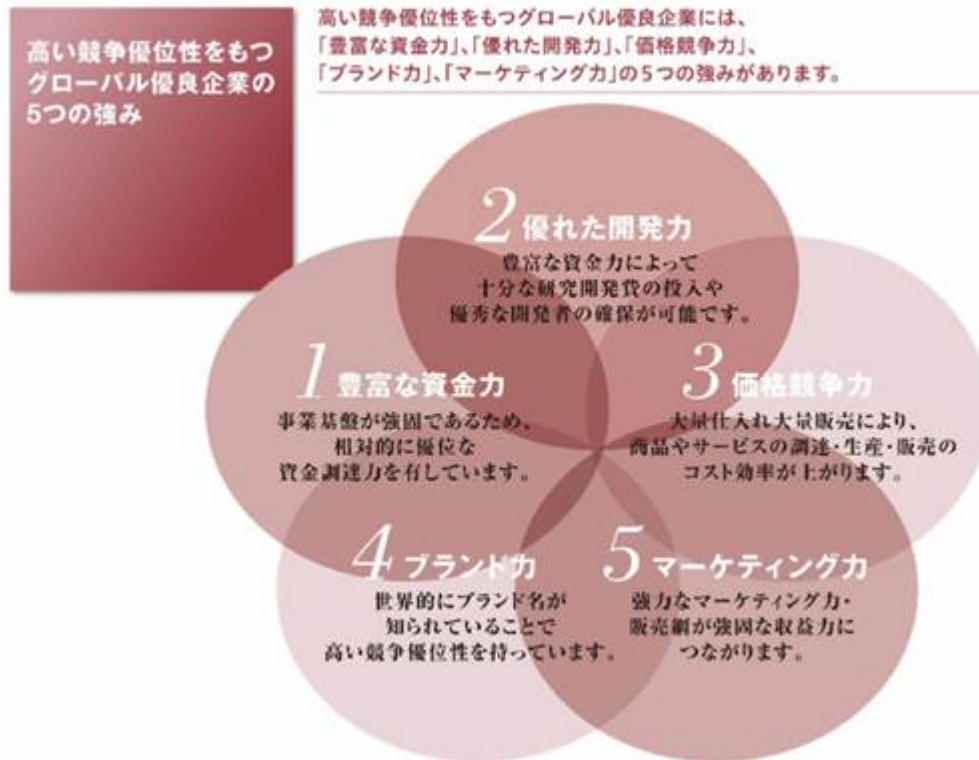 高い競争優位性をもつ
グローバル優良企業の
5つの強み
高い競争優位性をもつグローバル優良企業には、
「豊富な資金力」、「優れた開発力」、「価格競争力」、
「ブランド力」、「マーケティング力」の5つの強みがあります。
1 豊富な資金力
事業基盤が強固であるため、
相対的に優位な
資金調達力を有しています。
2 優れた開発力
豊富な資金力によって
十分な研究開発費の投入や
優秀な開発者の確保が可能です。
3 価格競争力
大量仕入れ大量販売により、
商品やサービスの調達・生産・販売の
コスト効率が上がります。
4 ブランド力
世界的にブランド名が
知られていることで
高い競争優位性を持っています。
5 マーケティング力
強力なマーケティング力・
販売網が強固な収益力に
つながります。